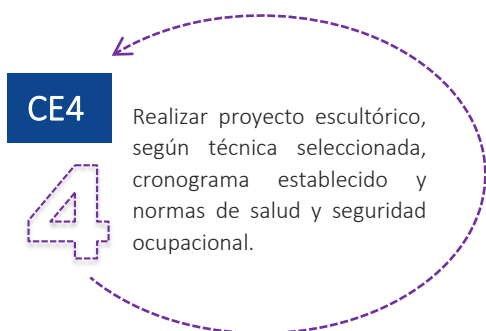 CE4
4
Realizar proyecto escultórico,
según técnica seleccionada,
cronograma establecido y
normas de salud y seguridad
ocupacional.